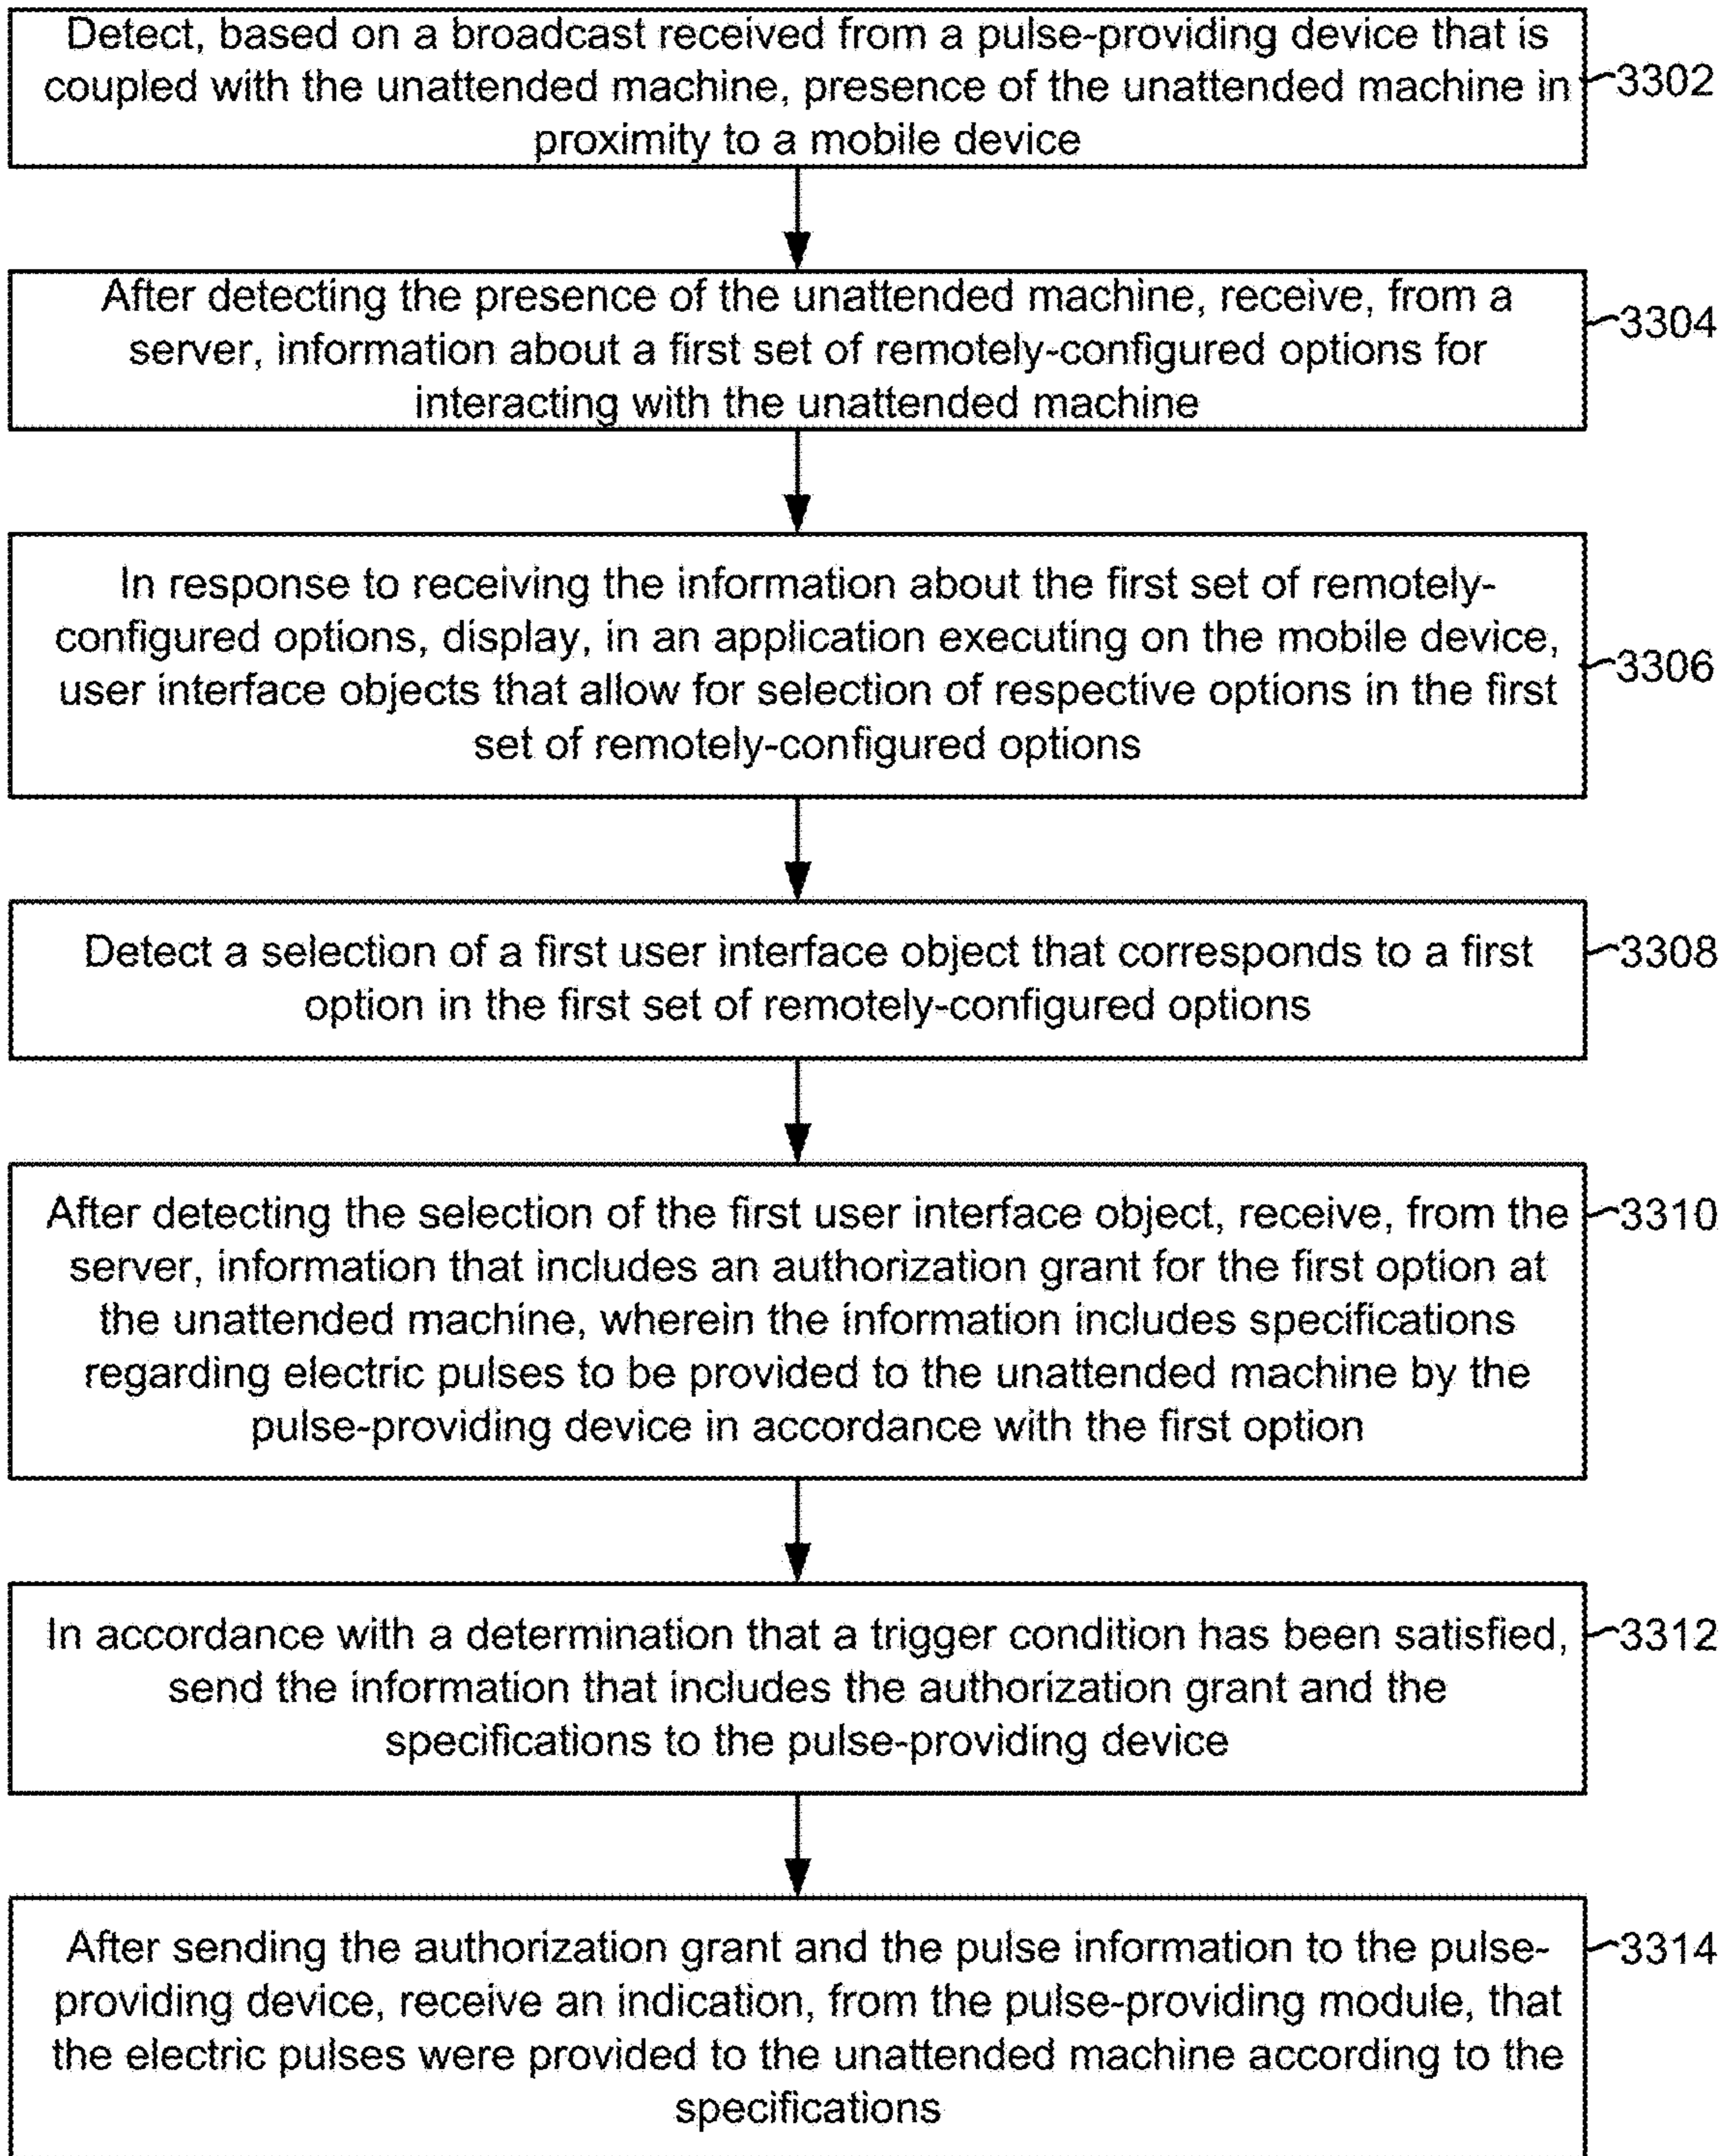 Detect, based on a broadcast received from a pulse-providing device that is
coupled with the unattended machine, presence of the unattended machine in
proximity to a mobile device
3302
After detecting the presence of the unattended machine, receive, from a
server, information about a first set of remotely-configured options for
interacting with the unattended machine
3304
In response to receiving the information about the first set of remotely-
configured options, display, in an application executing on the mobile device,
user interface objects that allow for selection of respective options in the first
set of remotely-configured options
3306
Detect a selection of a first user interface object that corresponds to a first
option in the first set of remotely-configured options
3308
After detecting the selection of the first user interface object, receive, from the
server, information that includes an authorization grant for the first option at
the unattended machine, wherein the information includes specifications
regarding electric pulses to be provided to the unattended machine by the
pulse-providing device in accordance with the first option
3310
In accordance with a determination that a trigger condition has been satisfied,
send the information that includes the authorization grant and the
specifications to the pulse-providing device
3312
After sending the authorization grant and the pulse information to the pulse-
providing device, receive an indication, from the pulse-providing module, that
the electric pulses were provided to the unattended machine according to the
specifications
3314